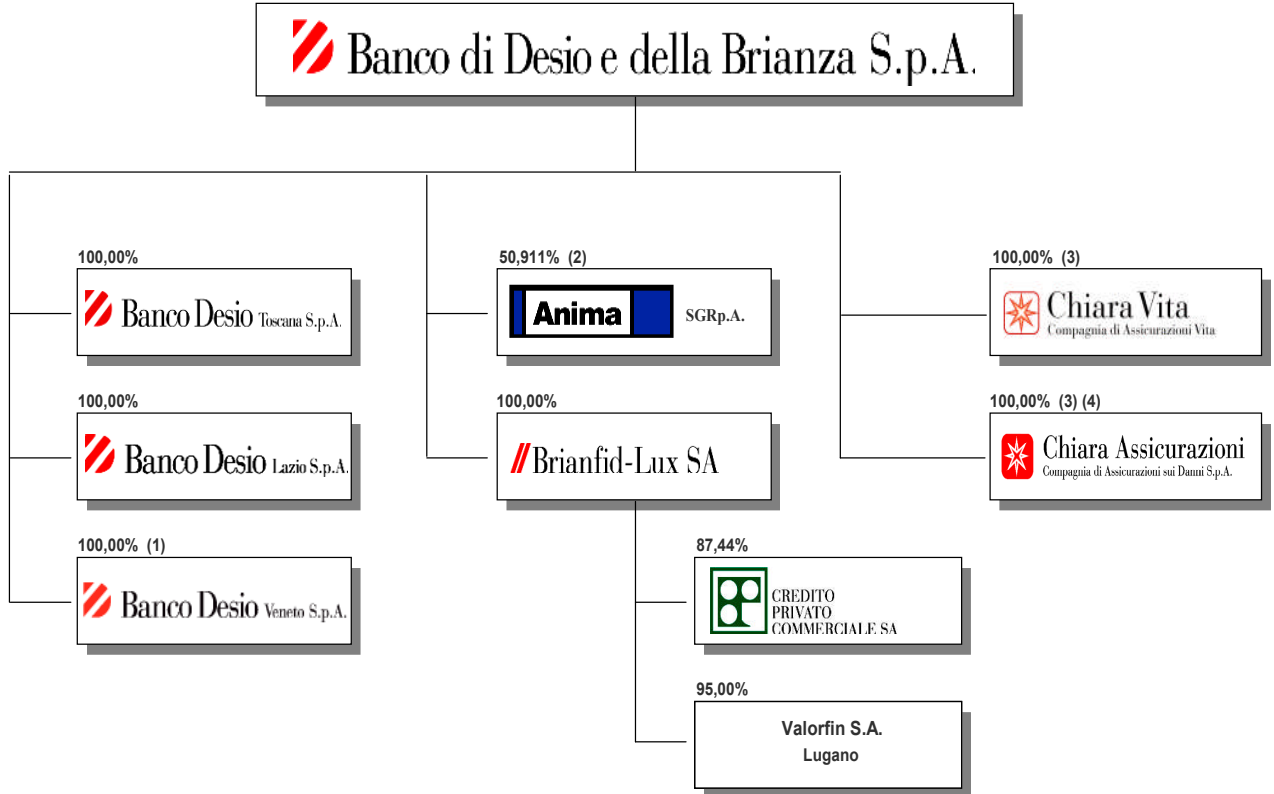 Banco di Desio e della Brianza S.p.A.
100,00%
Banco Desio Toscana S.p.A.
100,00%
Banco Desio Lazio S.p.A.
100,00% (1)
Banco Desio Veneto S.p.A.
50,911% (2)
Anima SGRp.A.
100,00%
Brianfid-Lux SA
87,44%
CREDITO
PRIVATO
COMMERCIALE SA
95,00%
Valorfin S.A.
Lugano
100,00% (3)
Chiara Vita
Compagnia di Assicurazioni Vita
100,00% (3) (4)
Chiara Assicurazioni
Compagnia di Assicurazioni sui Danni S.p.A.